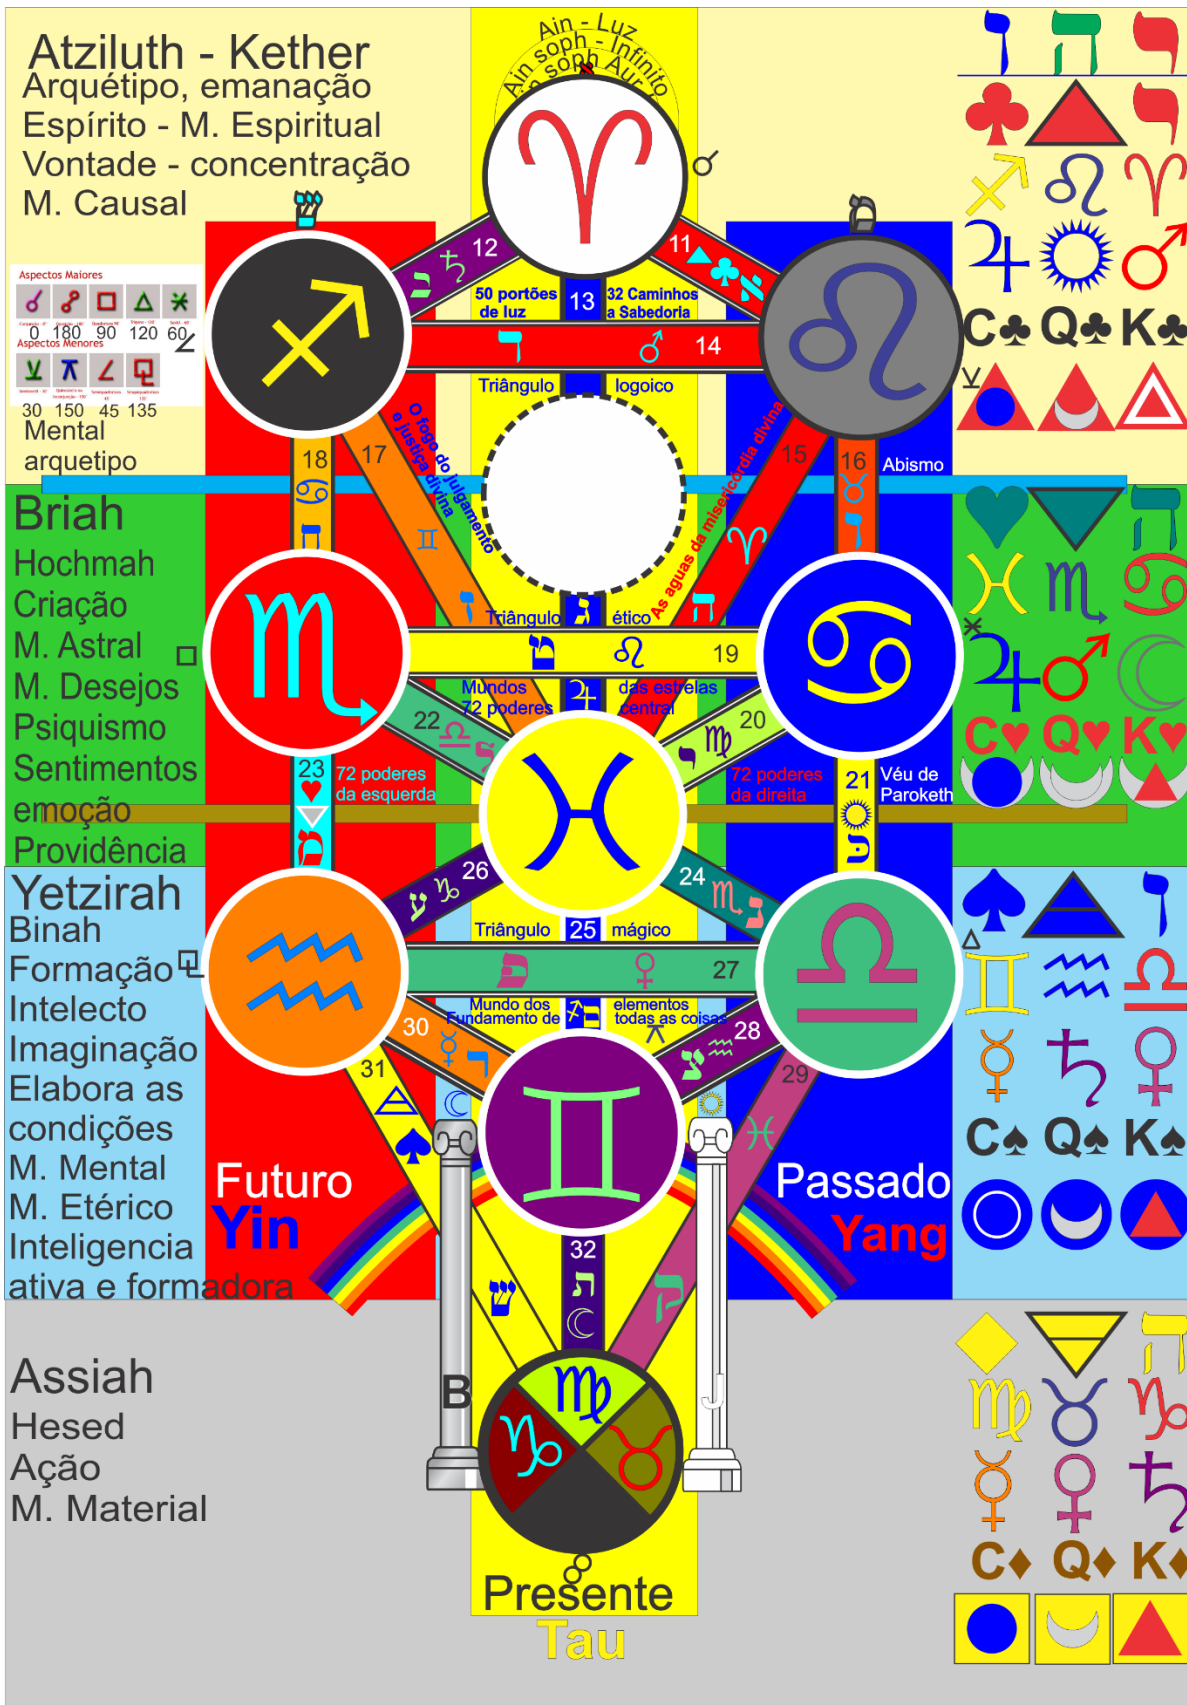 Atziluth - Kether
Arquétipo, emanação
Espírito - M. Espiritual
Vontade - concentração
M. Causal
Ain - Luz
Ain soph - Infinito
soph Aur
ו ה י
י
Aspectos Maiores
0 180 90 120 60
Aspectos Menores
30 150 45 135
Mental
arquetipo
ש
12
כ
11
א
50 portões
de luz
13
32 Caminhos
a Sabedoria
ד
14
Triângulo
logoico
C♣ Q♣ K♣
O fogo do julgamento
e justiça divina
As aguas da misericórdia divina
18
17
15
16
Abismo
ח
ז
ה
ו
Briah
Hochmah
Criação
M. Astral
M. Desejos
Psiquismo
Sentimentos
emoção
Providência
ה
Triângulo
ג
ético
ט
19
Mundos
72 poderes
das estrelas
central
22
20
י
23
72 poderes
da esquerda
72 poderes
da direita
21
Véu de
Paroketh
מ
C♥ Q♥ K♥
Yetzirah
Binah
Formação
Intelecto
Imaginação
Elabora as
condições
M. Mental
M. Etérico
Inteligencia
ativa e formadora
ו
26
ע
24
נ
Triângulo
25
mágico
פ
27
Mundo dos
Fundamento de
elementos
todas as coisas
30
ר
28
31
29
C♠ Q♠ K♠
Futuro
Yin
Passado
Yang
32
ת
ש
ק
B
J
Assiah
Hesed
Ação
M. Material
ה
C♦ Q♦ K♦
Presente
Tau